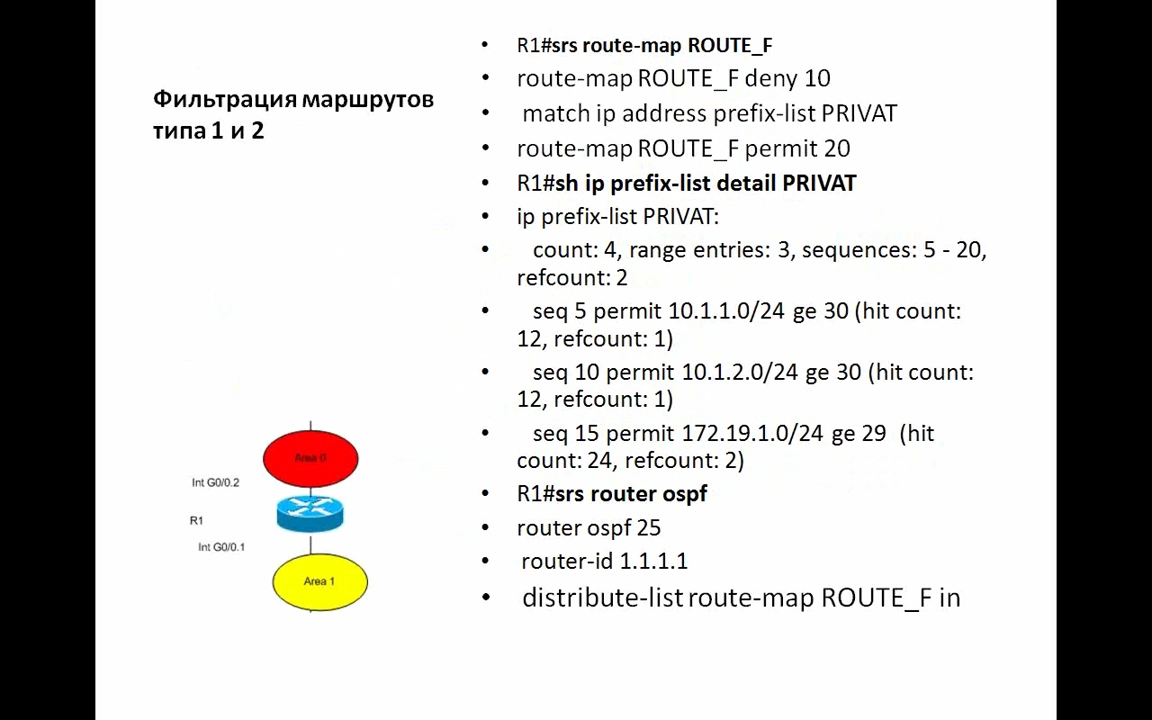 Фильтрация маршрутов
типа 1 и 2
• R1#srs route-map ROUTE_F
• route-map ROUTE_F deny 10
• match ip address prefix-list PRIVAT
• route-map ROUTE_F permit 20
• R1#sh ip prefix-list detail PRIVAT
• ip prefix-list PRIVAT:
• count: 4, range entries: 3, sequences: 5 - 20,
refcount: 2
• seq 5 permit 10.1.1.0/24 ge 30 (hit count:
12, refcount: 1)
• seq 10 permit 10.1.2.0/24 ge 30 (hit count:
12, refcount: 1)
• seq 15 permit 172.19.1.0/24 ge 29 (hit
count: 24, refcount: 2)
• R1#srs router ospf
• router ospf 25
• router-id 1.1.1.1
• distribute-list route-map ROUTE_F in
Area 0
Int G0/0.2
R1
Int G0/0.1
Area 1